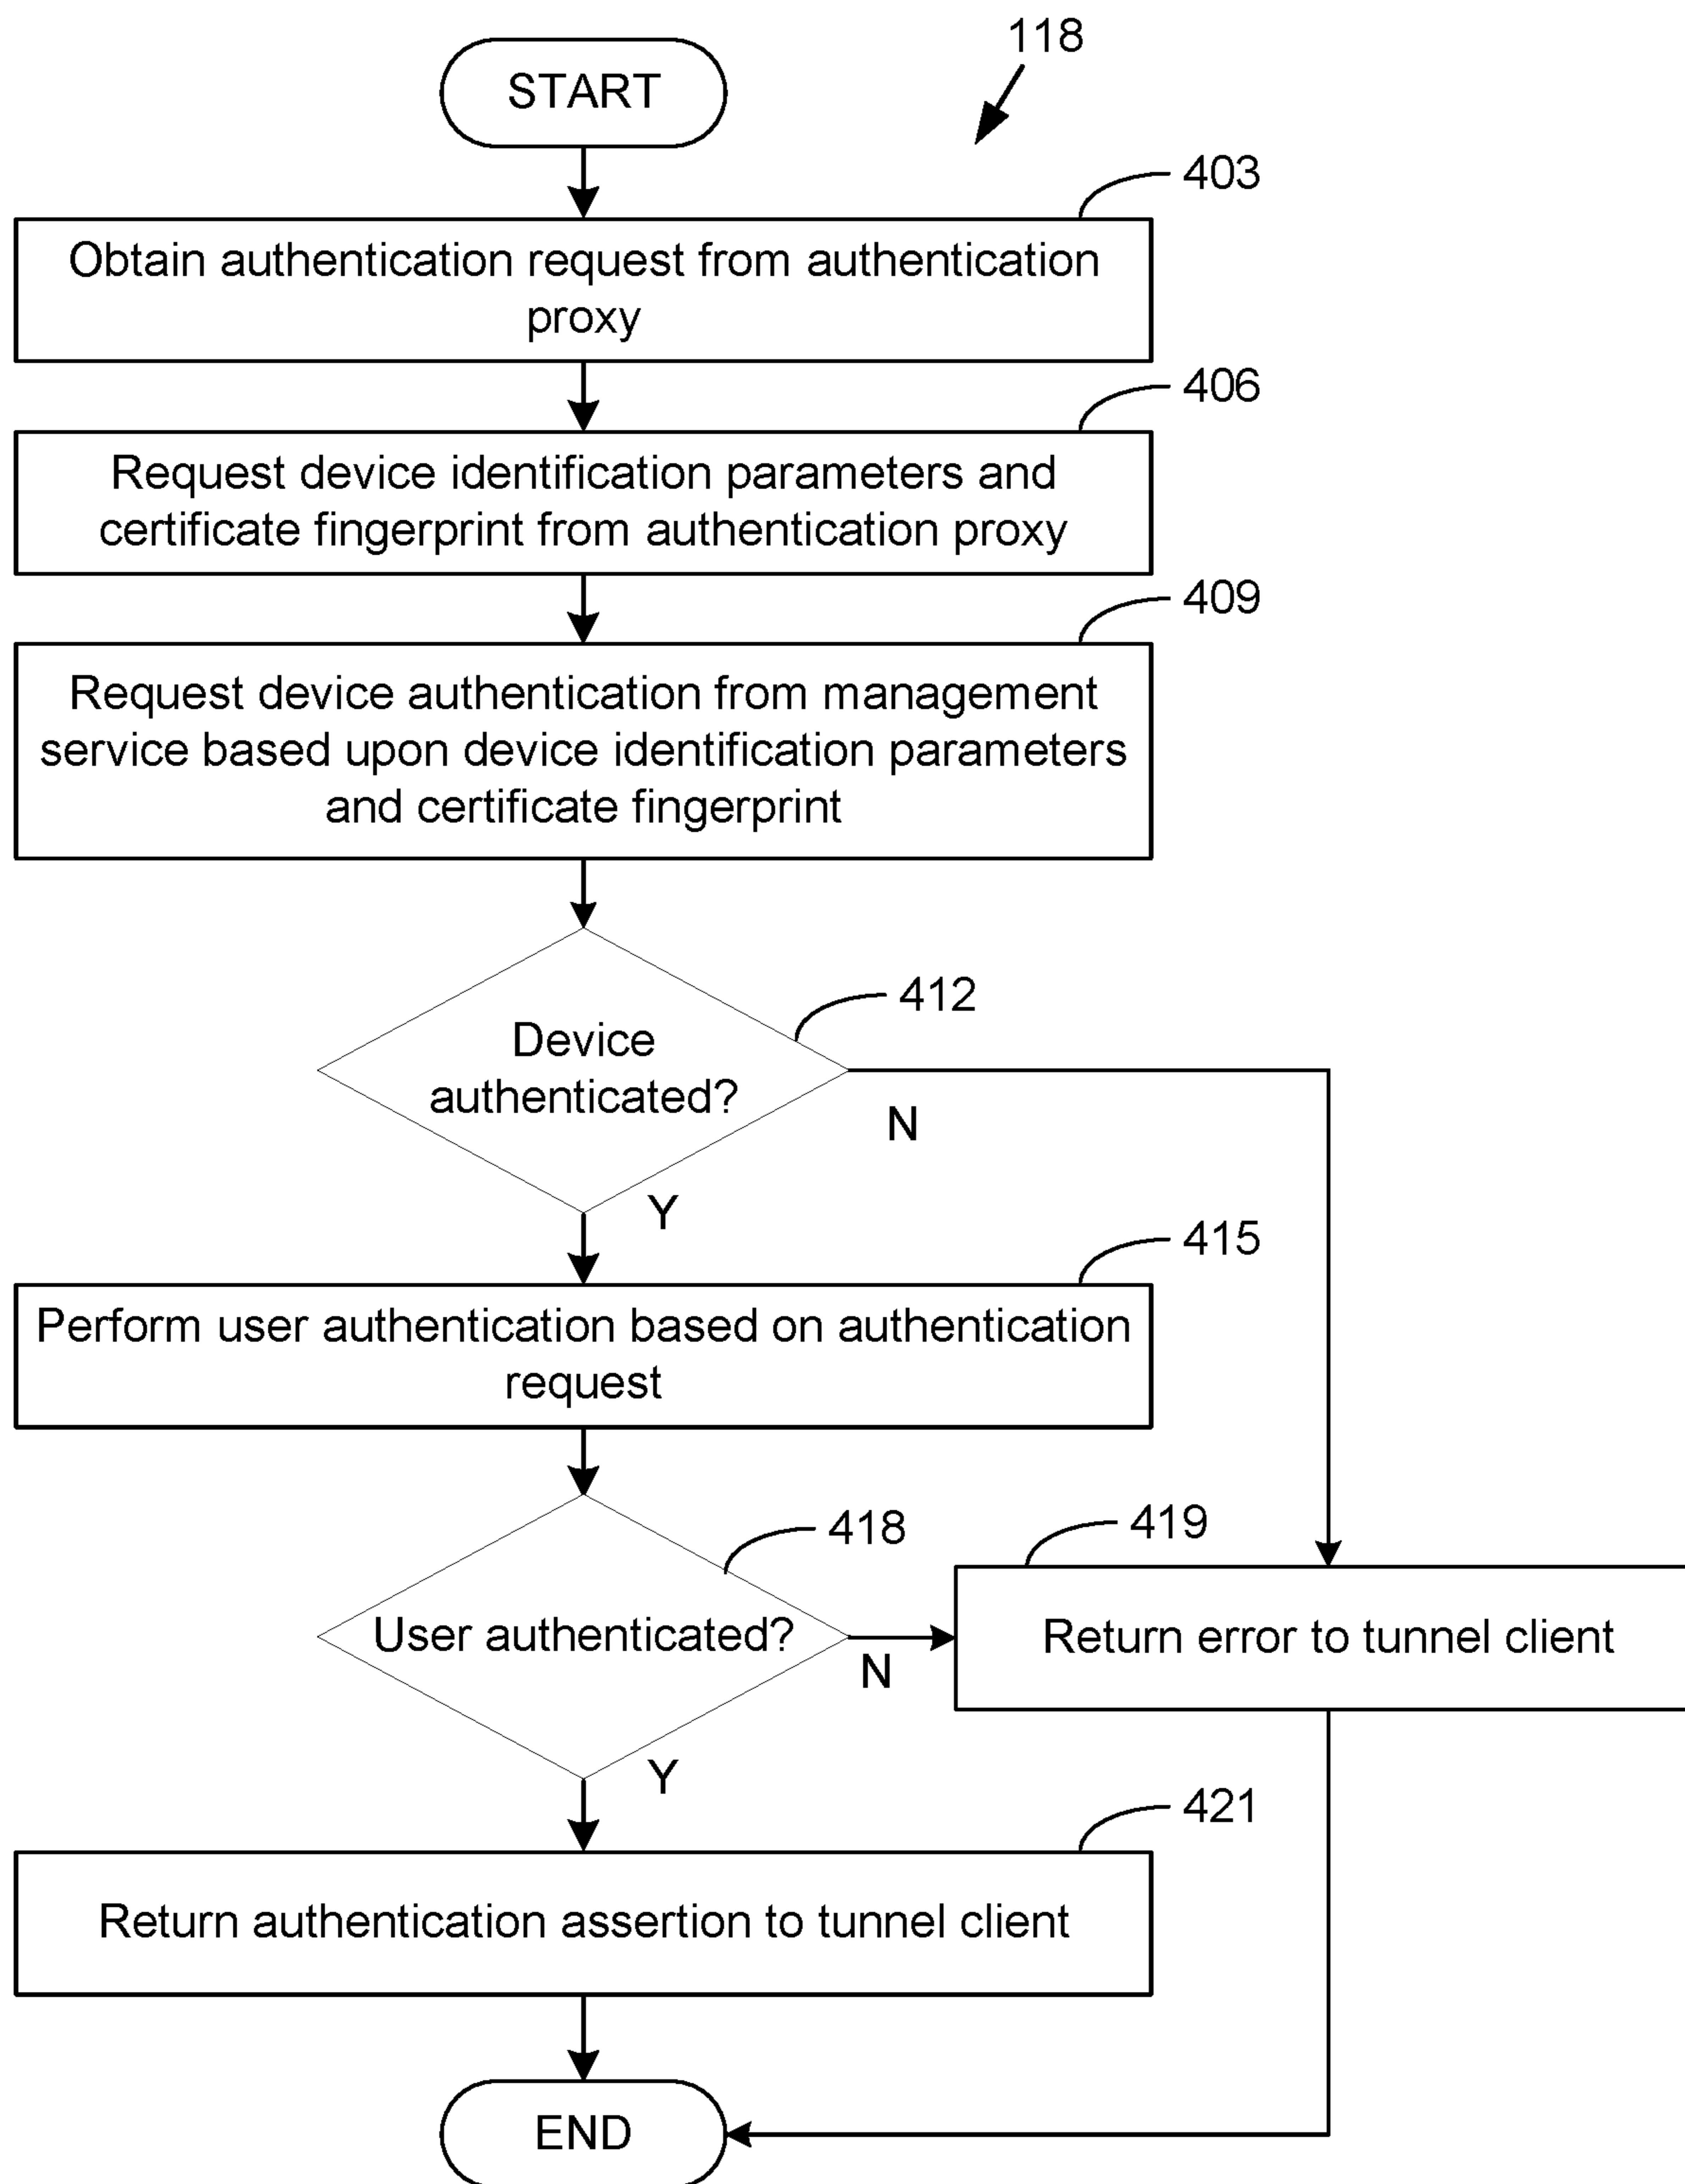 118
START
403
Obtain authentication request from authentication
proxy
406
Request device identification parameters and
certificate fingerprint from authentication proxy
409
Request device authentication from management
service based upon device identification parameters
and certificate fingerprint
412
Device
authenticated?
N
Y
415
Perform user authentication based on authentication
request
418
419
User authenticated?
Return error to tunnel client
N
Y
421
Return authentication assertion to tunnel client
END